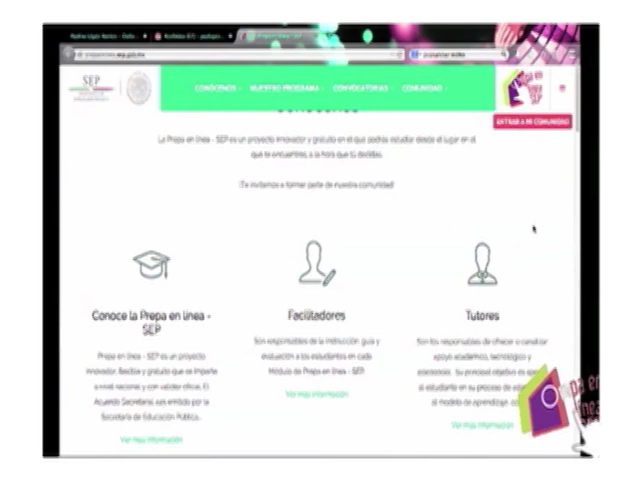 SEP
CONÓCENOS
NUESTRO PROGRAMA
CONVOCATORIAS
COMUNIDAD
ENTRAR A MI COMUNIDAD
La Prepa en línea - SEP es un proyecto innovador y gratuito en el que podrás estudiar desde el lugar en el
que te encuentres, a la hora que tú decidas.
¡Te invitamos a formar parte de nuestra comunidad!
Conoce la Prepa en línea -
SEP
Prepa en línea - SEP es un proyecto
innovador, flexible y gratuito que se imparte
a nivel nacional y con validez oficial. El
Acuerdo Secretarial 445 emitido por la
Secretaría de Educación Pública.
Ver más información
Facilitadores
Son responsables de la instrucción, guía y
evaluación a los estudiantes en cada
Módulo de Prepa en línea - SEP.
Ver más información
Tutores
Son los responsables de ofrecer o canalizar
apoyo académico, tecnológico y
su principal objetivo es
al estudiante en su proceso de
al modelo de aprendizaje
Ver más información